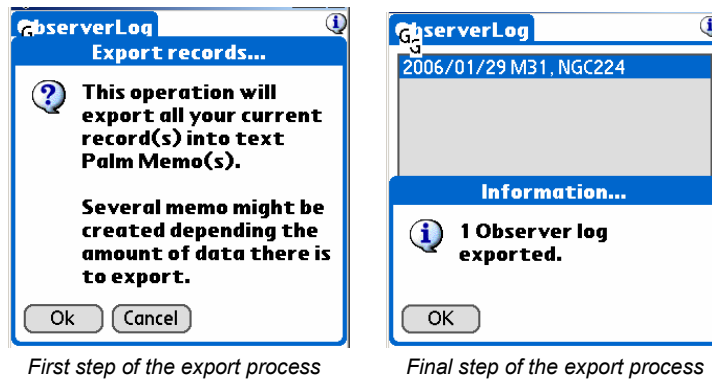 ObserverLog
Export records...
This operation will
export all your current
record(s) into text
Palm Memo(s).
Several memo might be
created depending the
amount of data there is
to export.
Ok Cancel
First step of the export process
ObserverLog
2006/01/29 M31, NGC224
Information...
1 Observer log
exported.
OK
Final step of the export process